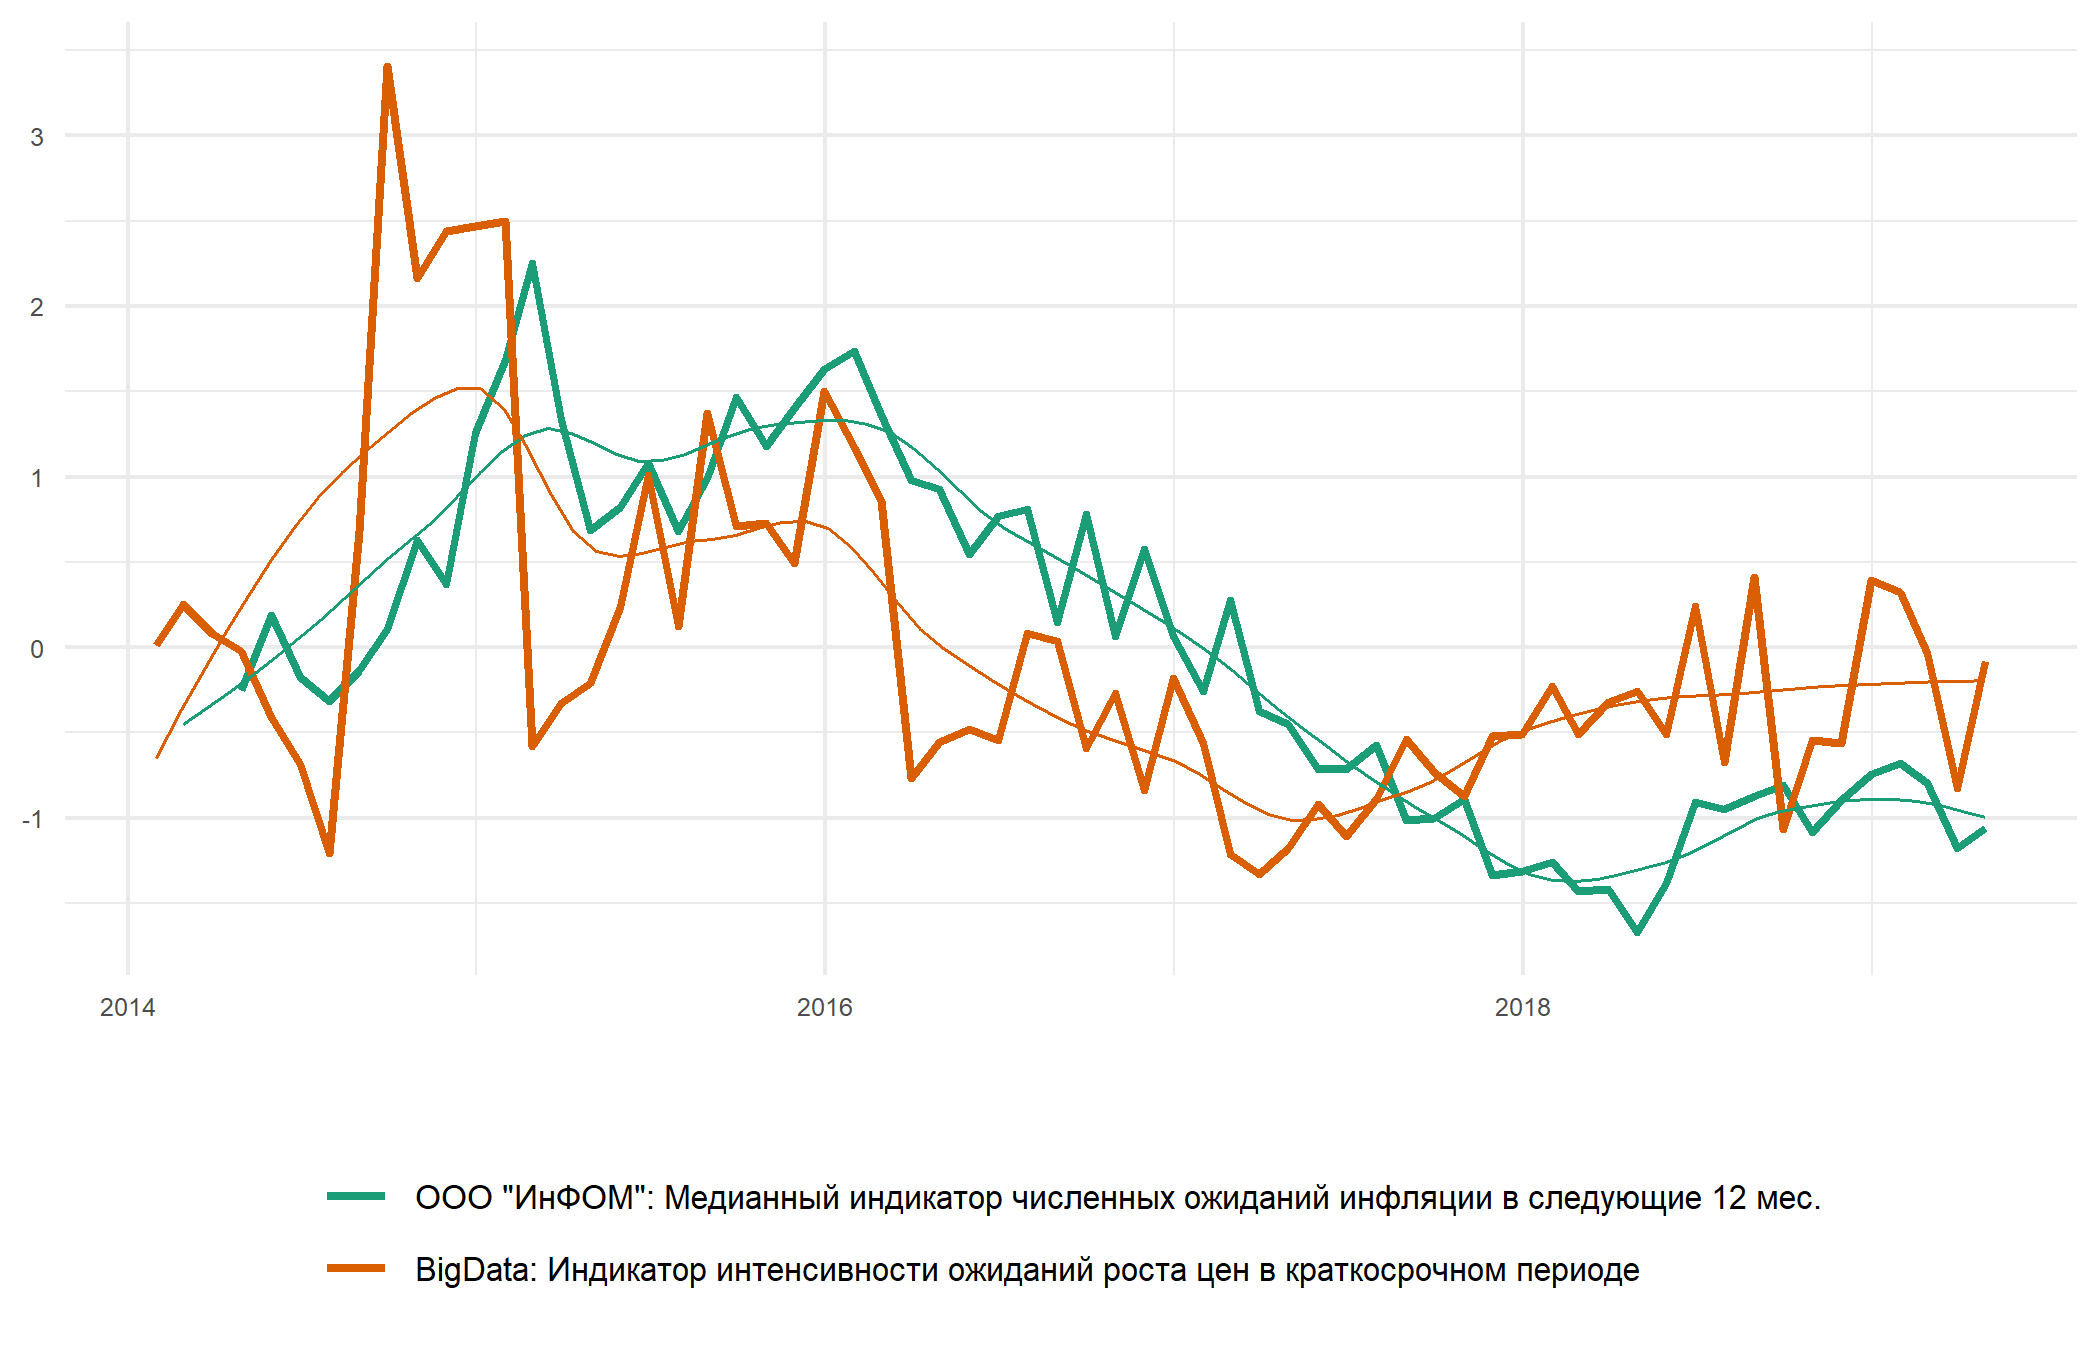 3
2
1
0
-1
2014 2016 2018
ООО "ИнФОМ": Медианный индикатор численных ожиданий инфляции в следующие 12 мес.
BigData: Индикатор интенсивности ожиданий роста цен в краткосрочном периоде